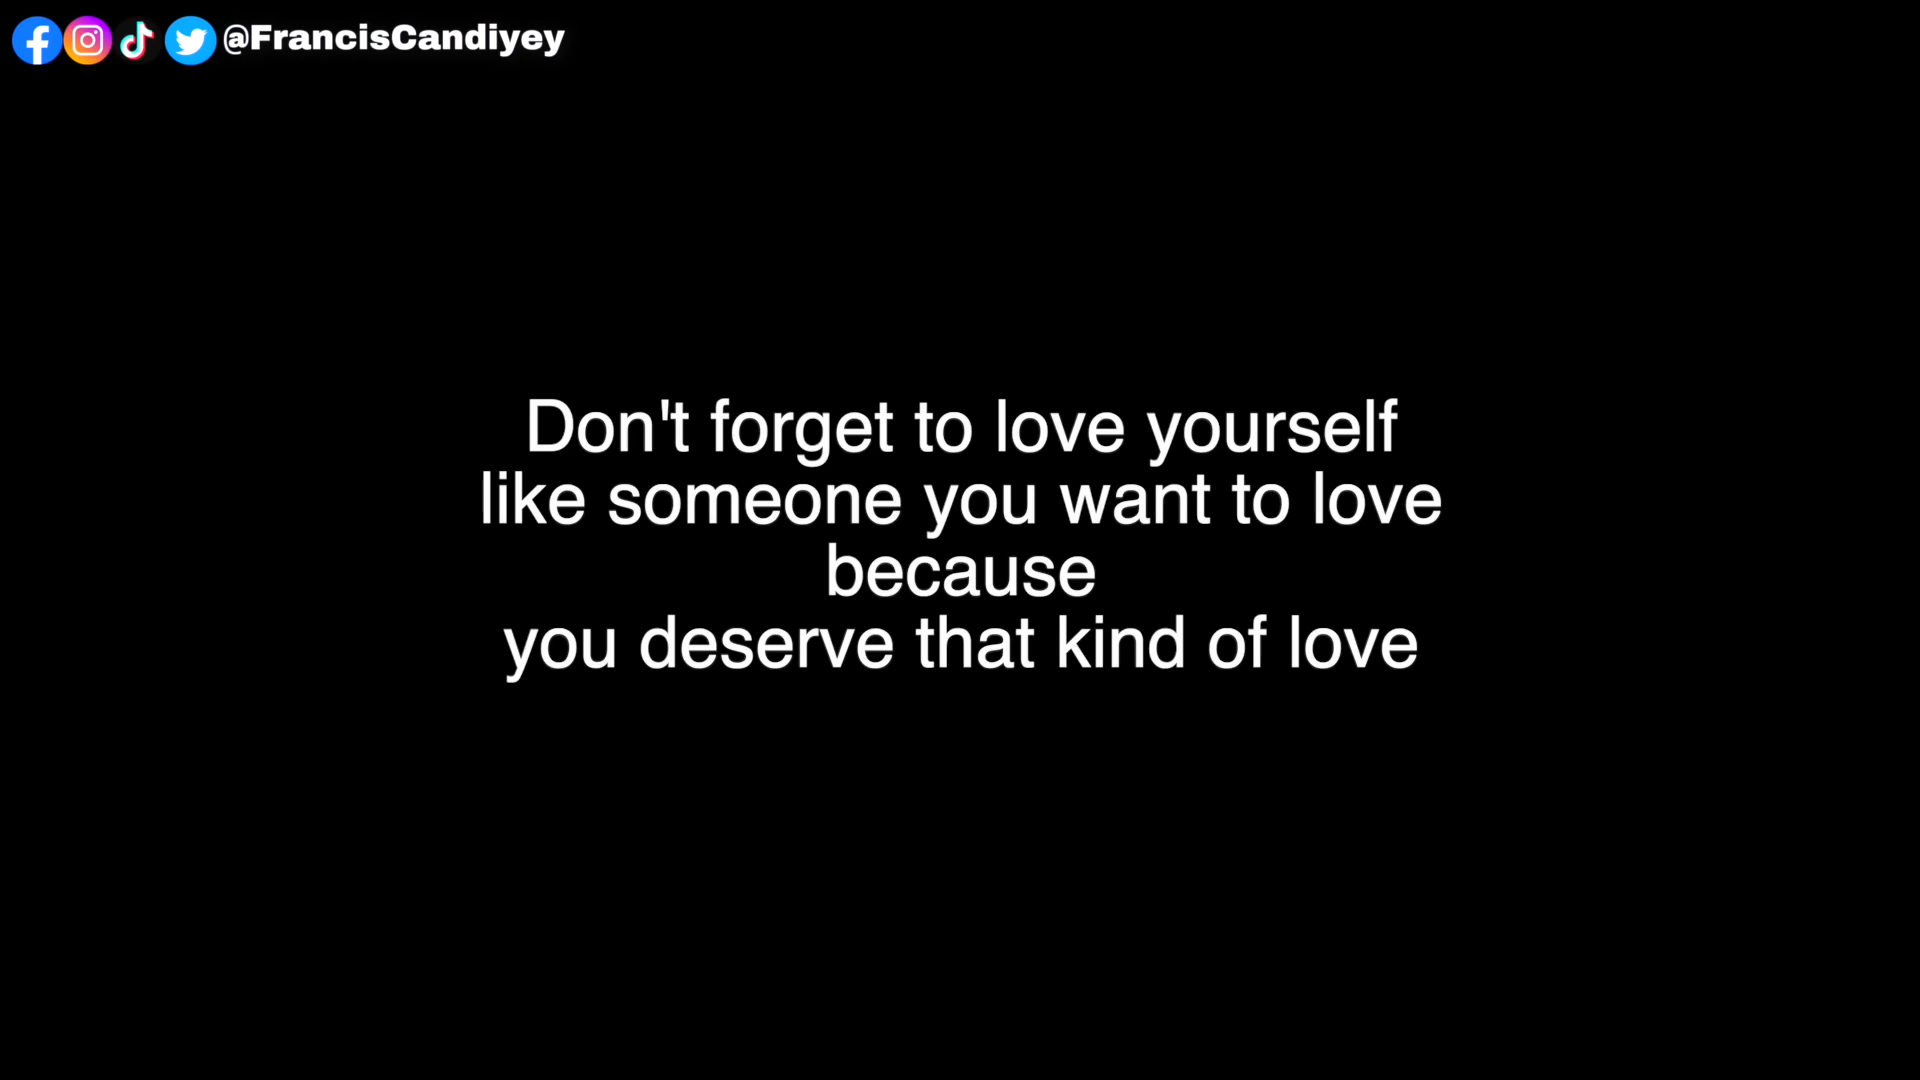 @FrancisCandiyey
Don't forget to love yourself
like someone you want to love
because
you deserve that kind of love